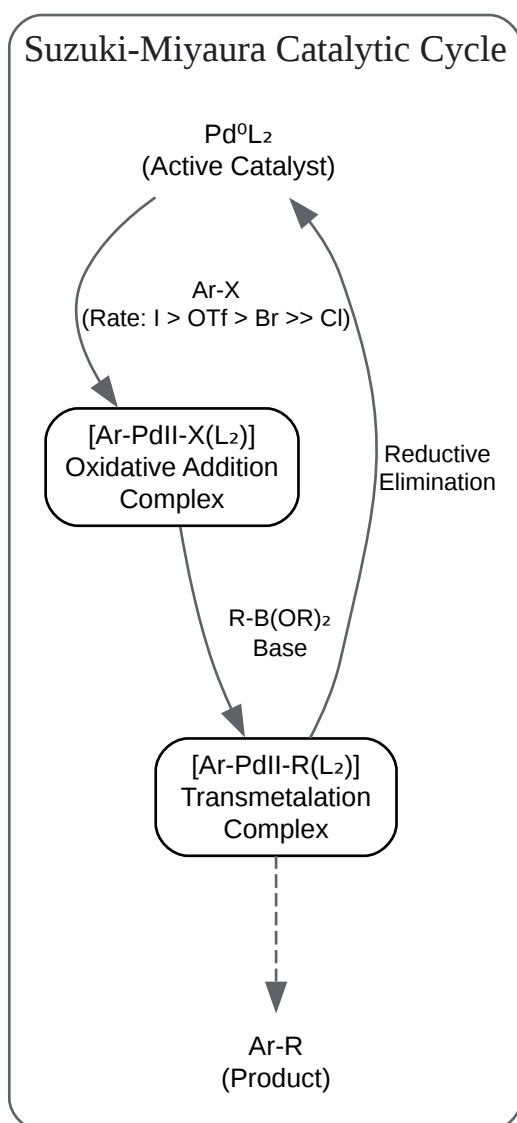 Suzuki-Miyaura Catalytic Cycle
Pd⁰L₂
(Active Catalyst)
Ar-X
(Rate: I > OTf > Br >> Cl)
[Ar-PdII-X(L₂)]
Oxidative Addition
Complex
Reductive
Elimination
R-B(OR)₂
Base
[Ar-PdII-R(L₂)]
Transmetalation
Complex
Ar-R
(Product)